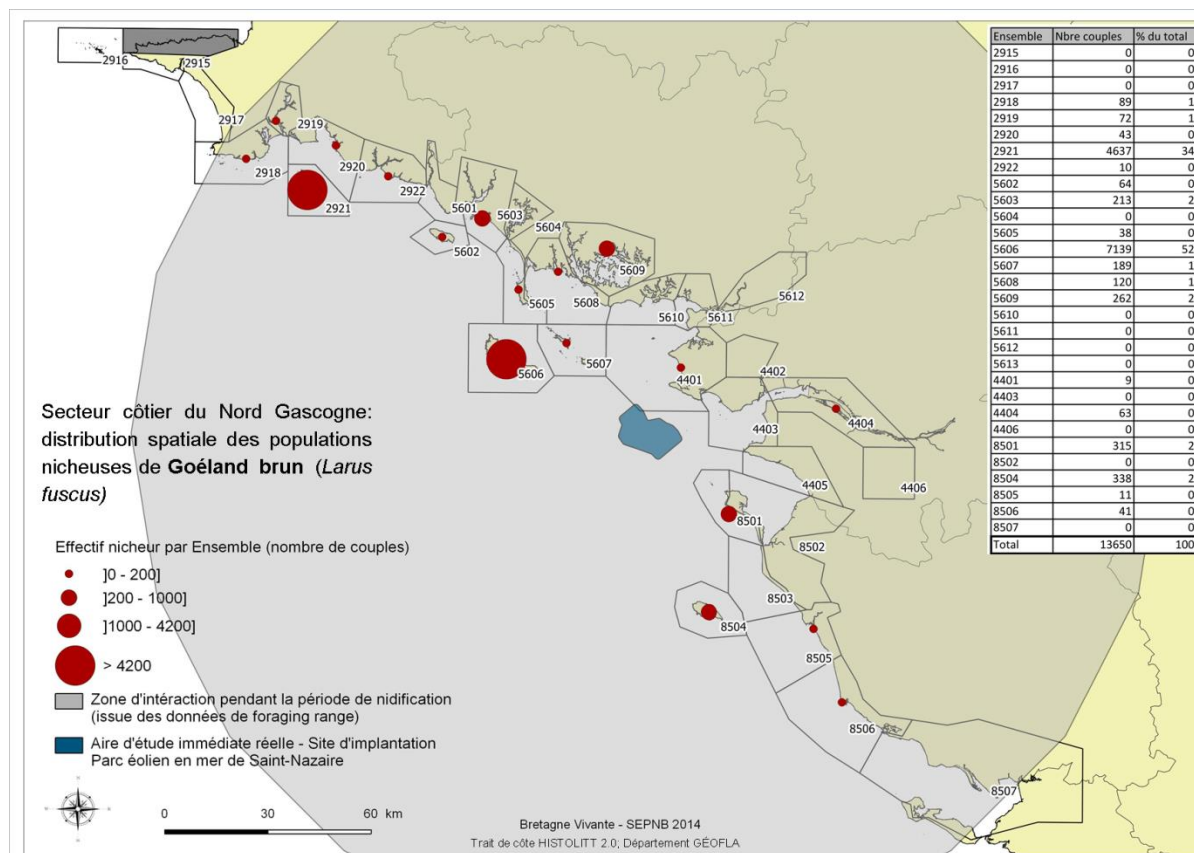 2916
2915
2917
2918
2919
2920
2921
2922
5601
5602
5603
5604
5605
5606
5607
5608
5609
5610
5611
5612
4401
4402
4403
4404
4405
4406
8501
8502
8503
8504
8505
8506
8507
Secteur côtier du Nord Gascogne:
distribution spatiale des populations
nicheuses de Goéland brun (Larus
fuscus)
Effectif nicheur par Ensemble (nombre de couples)
]0 - 200]
]200 - 1000]
]1000 - 4200]
> 4200
Zone d'intéraction pendant la période de nidification
(issue des données de foraging range)
Aire d'étude immédiate réelle - Site d'implantation
Parc éolien en mer de Saint-Nazaire
0 30 60 km
Bretagne Vivante - SEPNB 2014
Trait de côte HISTOLITT 2.0; Département GÉOFLA
Ensemble Nbre couples % du total
2915 0 0
2916 0 0
2917 0 0
2918 89 1
2919 72 1
2920 43 0
2921 4637 34
2922 10 0
5602 64 0
5603 213 2
5604 0 0
5605 38 0
5606 7139 52
5607 189 1
5608 120 1
5609 262 2
5610 0 0
5611 0 0
5612 0 0
5613 0 0
4401 9 0
4403 0 0
4404 63 0
4406 0 0
8501 315 2
8502 0 0
8504 338 2
8505 11 0
8506 41 0
8507 0 0
Total 13650 100